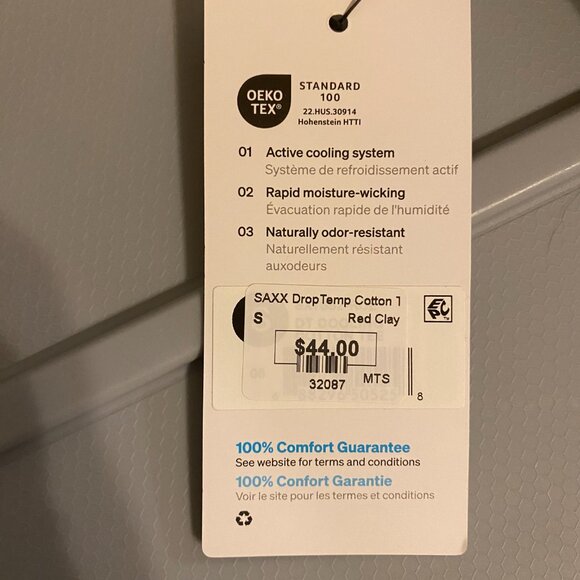 OEKO
TEX®
STANDARD
100
22.HUS.30914
Hohenstein HTTI
01 Active cooling system
Système de refroidissement actif
02 Rapid moisture-wicking
Évacuation rapide de l'humidité
03 Naturally odor-resistant
Naturellement résistant
auxodeurs
SAXX DropTemp Cotton T
S Red Clay
$44.00
32087 MTS
8
100% Comfort Guarantee
See website for terms and conditions
100% Confort Garantie
Voir le site pour les termes et conditions